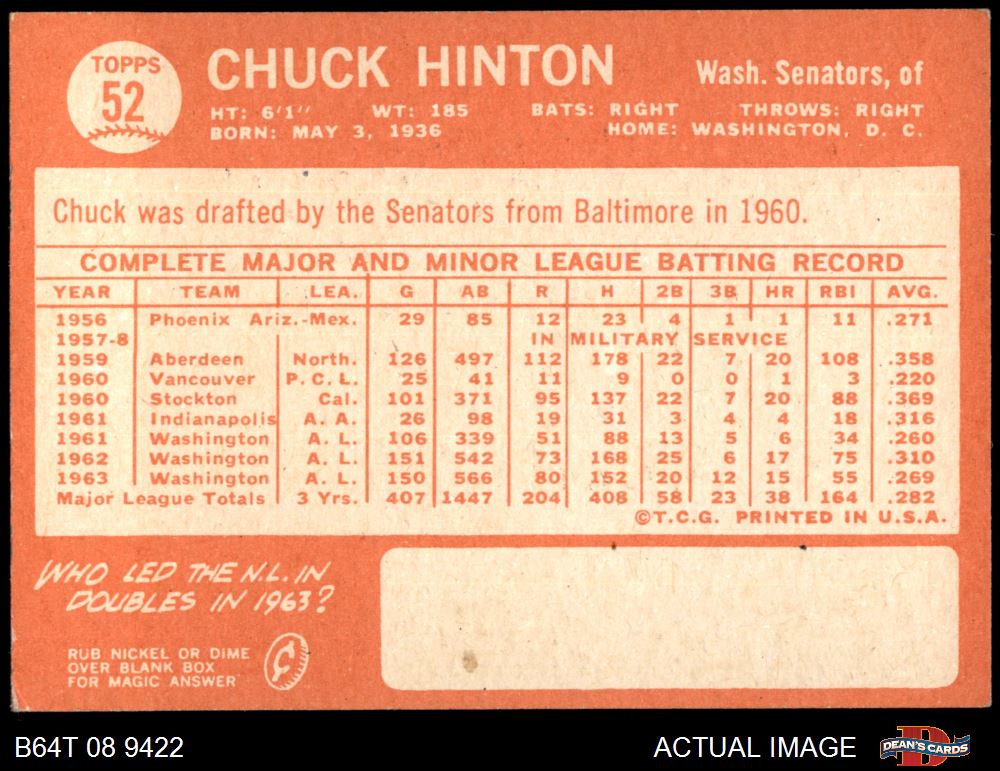 TOPPS
52
CHUCK HINTON
Wash. Senators, of
HT: 6'1" WT: 185 BATS: RIGHT THROWS: RIGHT
BORN: MAY 3, 1936 HOME: WASHINGTON, D. C.
Chuck was drafted by the Senators from Baltimore in 1960.
COMPLETE MAJOR AND MINOR LEAGUE BATTING RECORD
YEAR TEAM LEA. G AB R H 2B 3B HR RBI AVG.
1956 Phoenix Ariz.-Mex. 29 85 12 23 4 1 1 11 .271
1957-8 IN MILITARY SERVICE
1959 Aberdeen North. 126 497 112 178 22 7 20 108 .358
1960 Vancouver P.C.L. 25 41 11 9 0 0 1 3 .220
1960 Stockton Cal. 101 371 95 137 22 7 20 88 .369
1961 Indianapolis A. A. 26 98 19 31 3 4 4 18 .316
1961 Washington A. L. 106 339 51 88 13 5 6 34 .260
1962 Washington A. L. 151 542 73 168 25 6 17 75 .310
1963 Washington A. L. 150 566 80 152 20 12 15 55 .269
Major League Totals 3 Yrs. 407 1447 204 408 58 23 38 164 .282
©T.C.G. PRINTED IN U.S.A.
WHO LED THE N.L. IN
DOUBLES IN 1963?
RUB NICKEL OR DIME
OVER BLANK BOX
FOR MAGIC ANSWER
¢
B64T 08 9422
ACTUAL IMAGE
DEAN'S CARDS